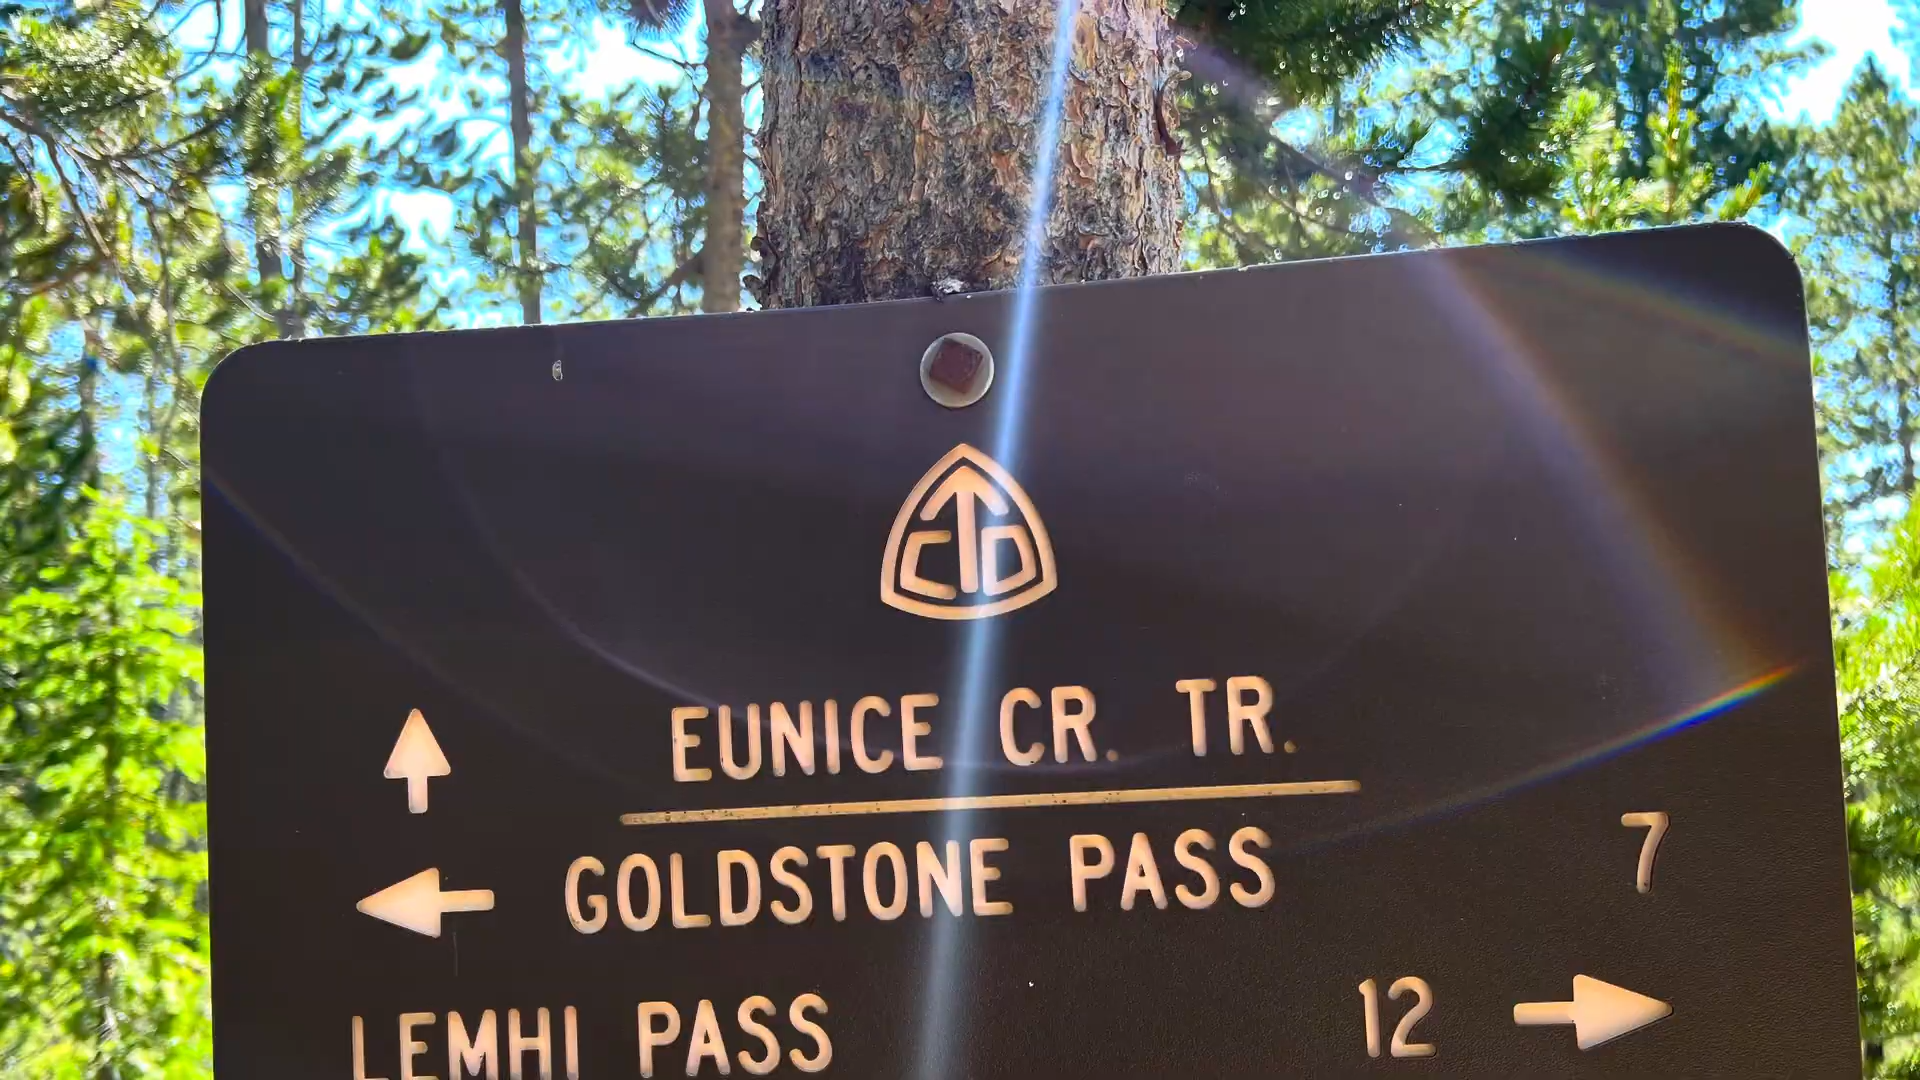 CTD
EUNICE CR. TR.
GOLDSTONE PASS 7
LEMHI PASS 12